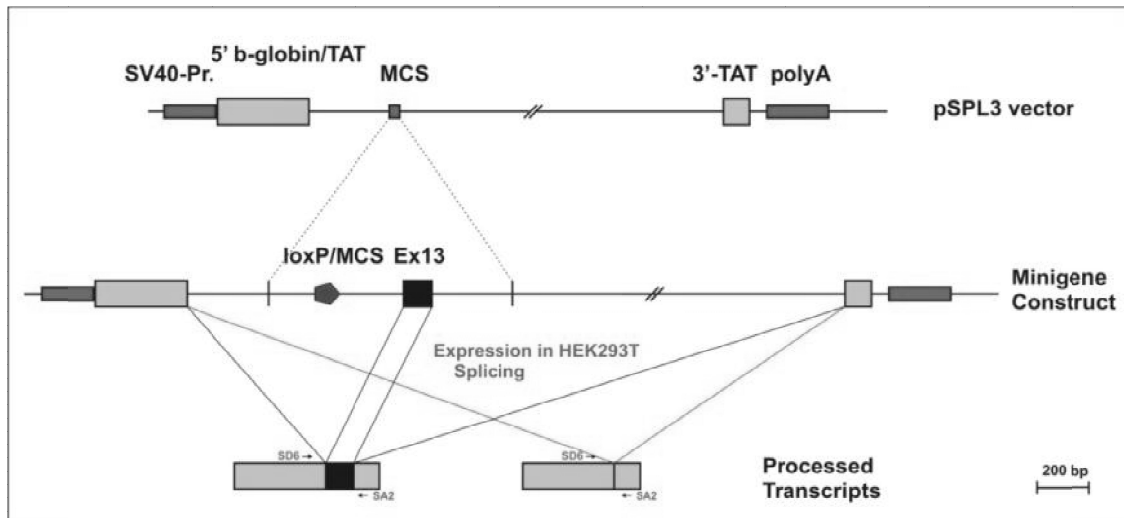 5' b-globin/TAT
SV40-Pr.
MCS
3'-TAT
polyA
pSPL3 vector
loxP/MCS
Ex13
Minigene
Construct
Expression in HEK293T
Splicing
SD6→
←SA2
SD6→
←SA2
Processed
Transcripts
200 bp